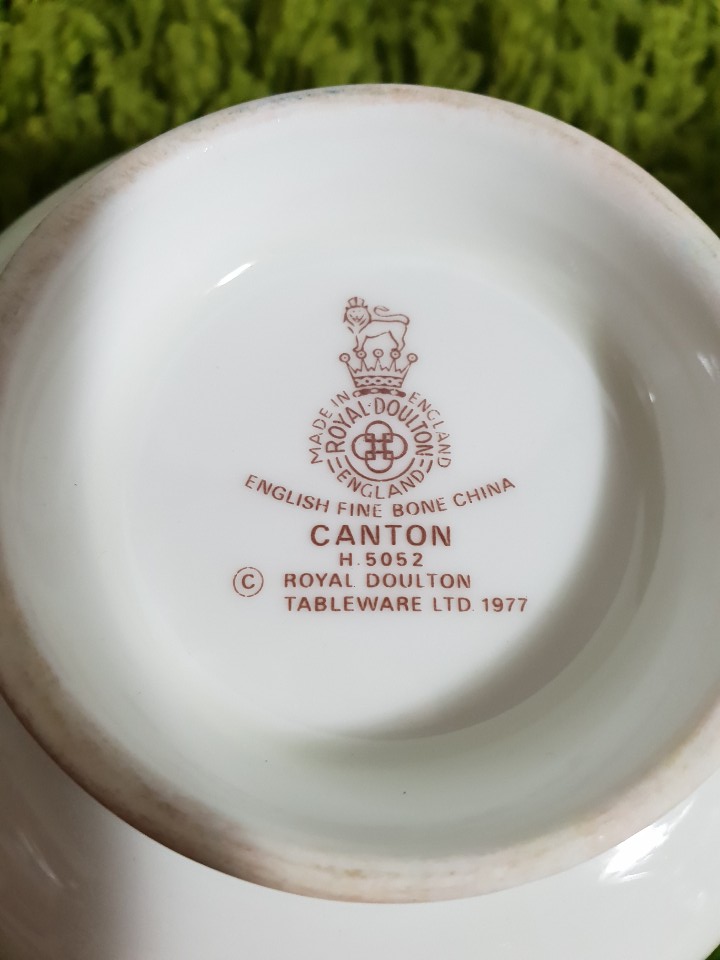 MADE IN ENGLAND
ROYAL DOULTON
ENGLAND
ENGLISH FINE BONE CHINA
CANTON
H.5052
© ROYAL DOULTON
TABLEWARE LTD. 1977